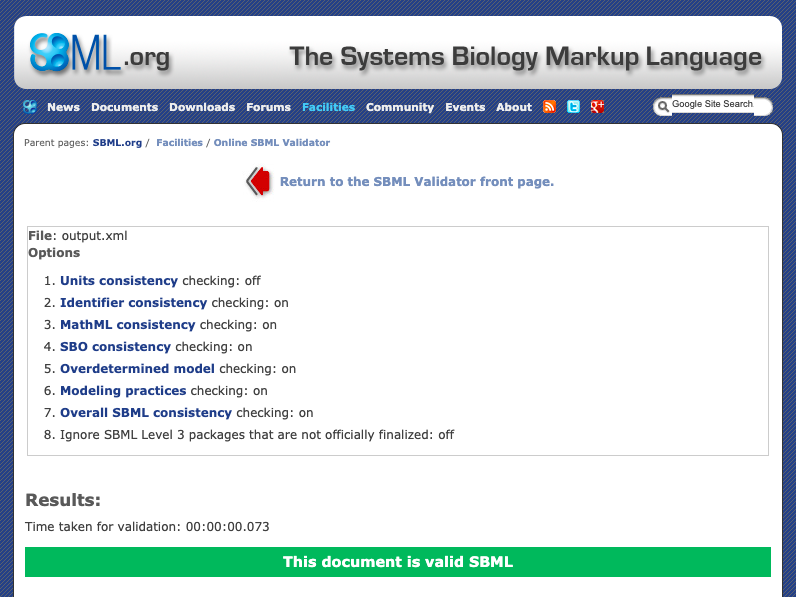 SBML.org
The Systems Biology Markup Language
News Documents Downloads Forums Facilities Community Events About Google Site Search
Parent pages: SBML.org / Facilities / Online SBML Validator
Return to the SBML Validator front page.
File: output.xml
Options
1. Units consistency checking: off
2. Identifier consistency checking: on
3. MathML consistency checking: on
4. SBO consistency checking: on
5. Overdetermined model checking: on
6. Modeling practices checking: on
7. Overall SBML consistency checking: on
8. Ignore SBML Level 3 packages that are not officially finalized: off
Results:
Time taken for validation: 00:00:00.073
This document is valid SBML